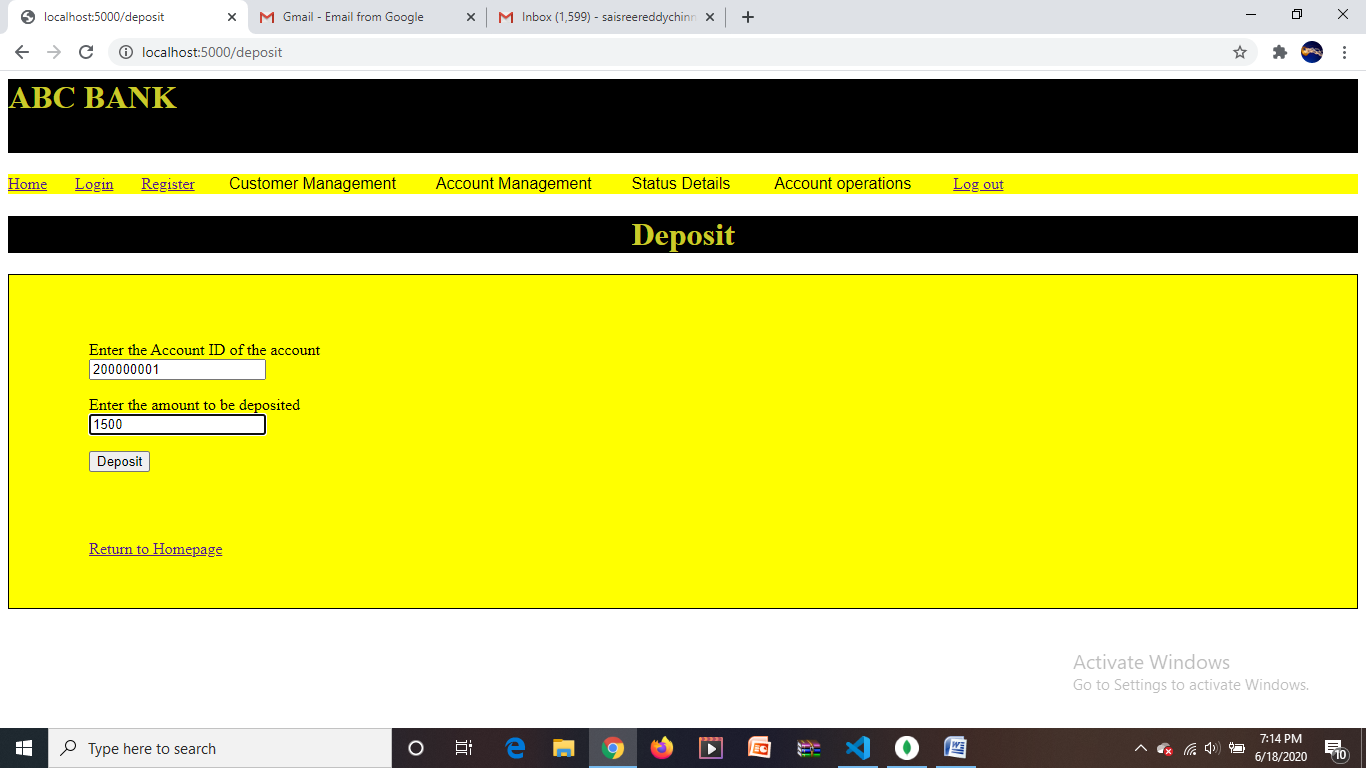 localhost:5000/deposit
Gmail - Email from Google
Inbox (1,599) - saisreereddychinn
localhost:5000/deposit
ABC BANK
Home Login Register Customer Management Account Management Status Details Account operations Log out
Deposit
Enter the Account ID of the account
200000001
Enter the amount to be deposited
1500
Deposit
Return to Homepage
Activate Windows
Go to Settings to activate Windows.
Type here to search
7:14 PM
6/18/2020
10